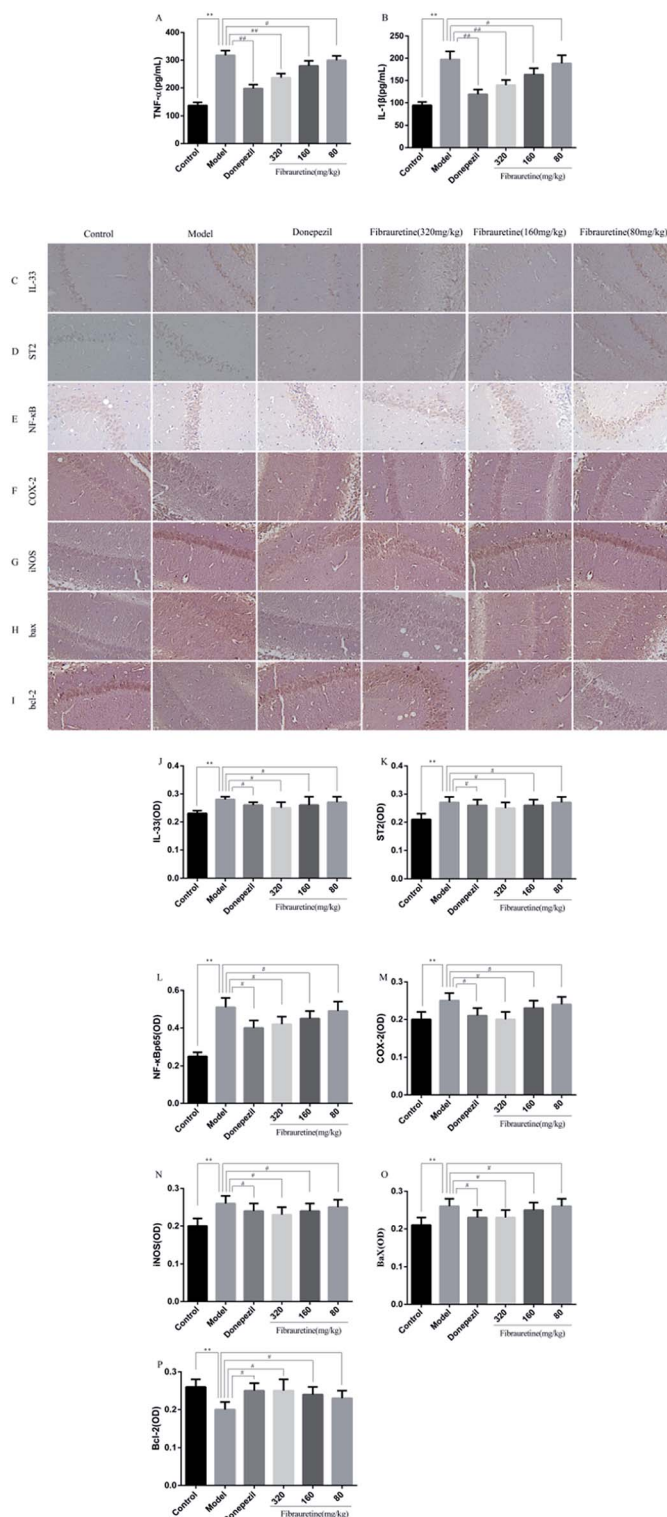 A
B
**
#
##
##
**
#
##
##
TNF-α(pg/mL)
400
300
200
100
0
IL-1β(pg/mL)
250
200
150
100
50
0
Control
Model
Donepezil
320
160
80
Fibrauretine(mg/kg)
Control
Model
Donepezil
320
160
80
Fibrauretine(mg/kg)
Control
Model
Donepezil
Fibrauretine(320mg/kg)
Fibrauretine(160mg/kg)
Fibrauretine(80mg/kg)
C
IL-33
D
ST2
E
NF-κB
F
COX-2
G
iNOS
H
bax
I
bcl-2
J
**
#
#
#
IL-33(OD)
0.4
0.3
0.2
0.1
0.0
Control
Model
Donepezil
320
160
80
Fibrauretine(mg/kg)
K
**
#
#
#
ST2(OD)
0.4
0.3
0.2
0.1
0.0
Control
Model
Donepezil
320
160
80
Fibrauretine(mg/kg)
L
**
#
#
#
NF-κBp65(OD)
0.6
0.4
0.2
0.0
Control
Model
Donepezil
320
160
80
Fibrauretine(mg/kg)
M
**
#
#
#
COX-2(OD)
0.3
0.2
0.1
0.0
Control
Model
Donepezil
320
160
80
Fibrauretine(mg/kg)
N
**
#
#
#
iNOS(OD)
0.3
0.2
0.1
0.0
Control
Model
Donepezil
320
160
80
Fibrauretine(mg/kg)
O
**
#
#
#
BaX(OD)
0.3
0.2
0.1
0.0
Control
Model
Donepezil
320
160
80
Fibrauretine(mg/kg)
P
**
#
#
#
Bcl-2(OD)
0.3
0.2
0.1
0.0
Control
Model
Donepezil
320
160
80
Fibrauretine(mg/kg)